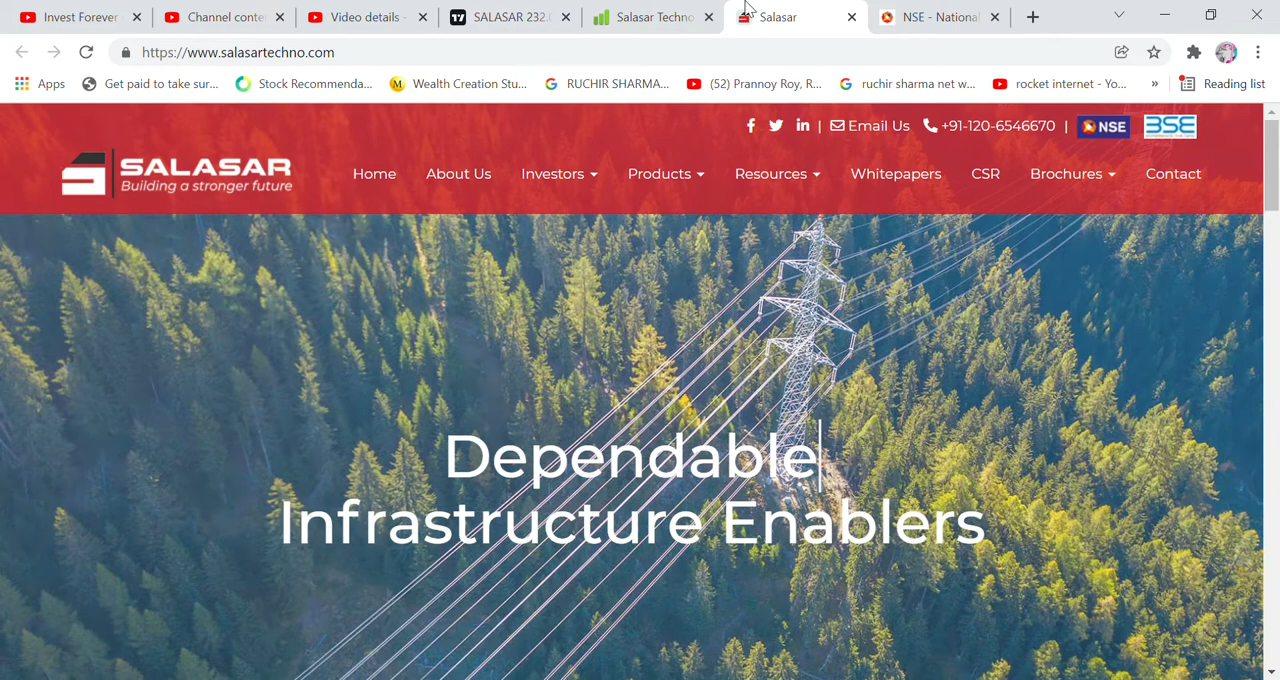 Invest Forever
Channel conte
Video details -
SALASAR 232.
Salasar Techno
Salasar
NSE - National
https://www.salasartechno.com
Apps
Get paid to take sur...
Stock Recommenda...
Wealth Creation Stu...
RUCHIR SHARMA...
(52) Prannoy Roy, R...
ruchir sharma net w...
rocket internet - Yo...
»
Reading list
| Email Us +91-120-6546670 | NSE BSE
SALASAR
Building a stronger future
Home About Us Investors Products Resources Whitepapers CSR Brochures Contact
Dependable
Infrastructure Enablers